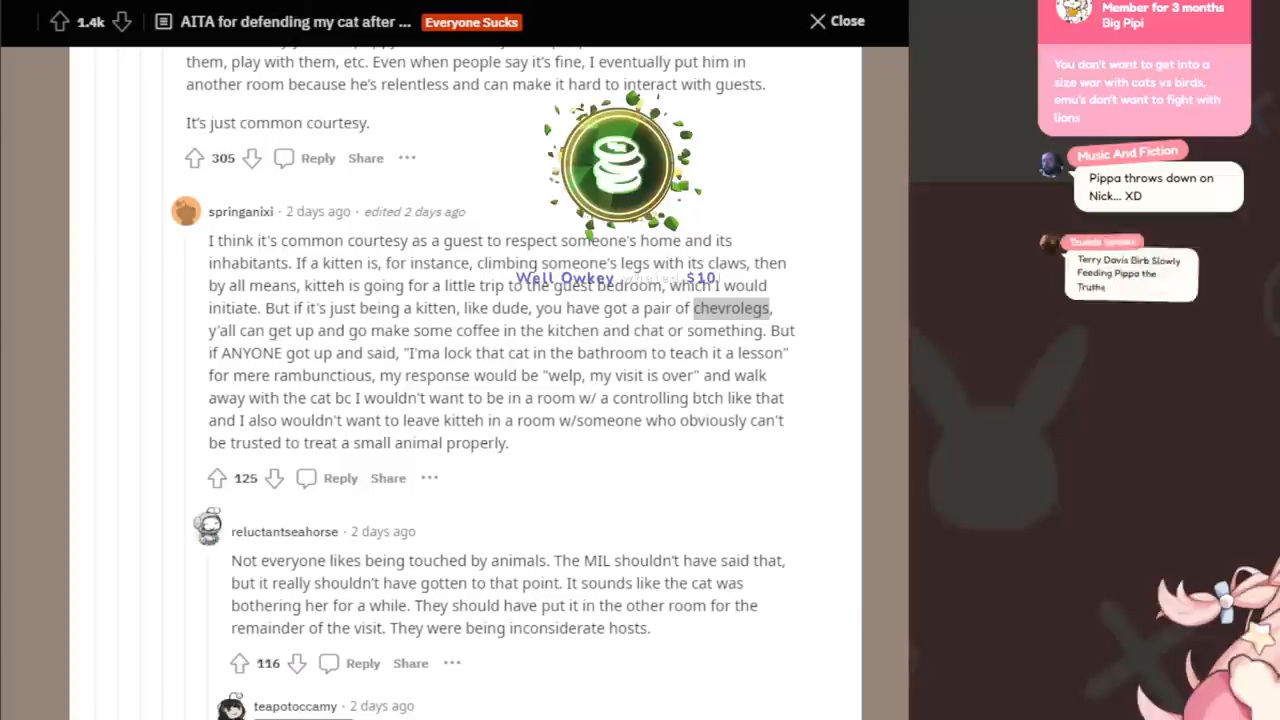 1.4k
AITA for defending my cat after ...
Everyone Sucks
Close
them, play with them, etc. Even when people say it's fine, I eventually put him in
another room because he's relentless and can make it hard to interact with guests.
It's just common courtesy.
305
Reply
Share
springanixi · 2 days ago · edited 2 days ago
I think it's common courtesy as a guest to respect someone's home and its
inhabitants. If a kitten is, for instance, climbing someone's legs with its claws, then
by all means, kitteh is going for a little trip to the guest bedroom, which I would
initiate. But if it's just being a kitten, like dude, you have got a pair of chevrolegs,
y'all can get up and go make some coffee in the kitchen and chat or something. But
if ANYONE got up and said, "I'ma lock that cat in the bathroom to teach it a lesson"
for mere rambunctious, my response would be "welp, my visit is over" and walk
away with the cat bc I wouldn't want to be in a room w/ a controlling btch like that
and I also wouldn't want to leave kitteh in a room w/someone who obviously can't
be trusted to treat a small animal properly.
Well Owkey
$10
125
Reply
Share
reluctantseahorse · 2 days ago
Not everyone likes being touched by animals. The MIL shouldn't have said that,
but it really shouldn't have gotten to that point. It sounds like the cat was
bothering her for a while. They should have put it in the other room for the
remainder of the visit. They were being inconsiderate hosts.
116
Reply
Share
teapotoccamy · 2 days ago
Member for 3 months
Big Pipi
You don't want to get into a
size war with cats vs birds,
emu's don't want to fight with
lions
Music And Fiction
Pippa throws down on
Nick... XD
Terry Davis Birb Slowly
Feeding Pippa the
Truths